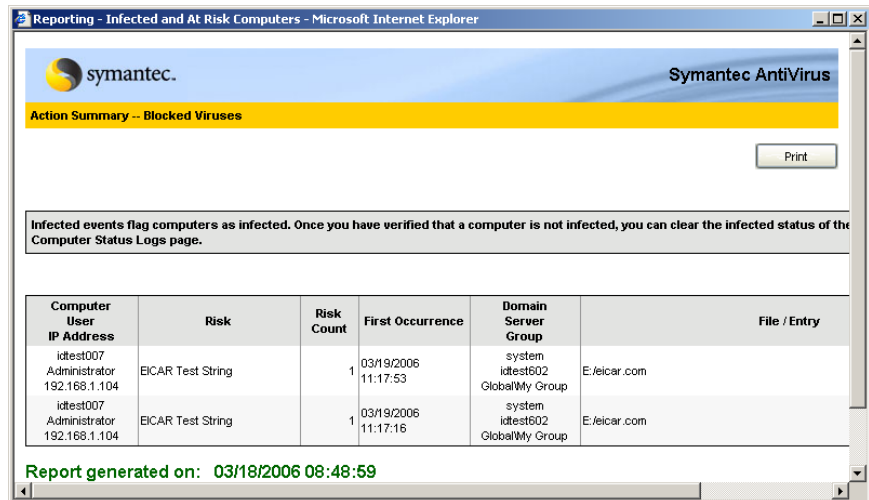 Reporting - Infected and At Risk Computers - Microsoft Internet Explorer
symantec.
Symantec AntiVirus
Action Summary -- Blocked Viruses
Print
Infected events flag computers as infected. Once you have verified that a computer is not infected, you can clear the infected status of the
Computer Status Logs page.
Computer
User
IP Address
Risk
Risk
Count
First Occurrence
Domain
Server
Group
File / Entry
idtest007
Administrator
192.168.1.104
EICAR Test String
1
03/19/2006
11:17:53
system
idtest602
Global\My Group
E:/eicar.com
idtest007
Administrator
192.168.1.104
EICAR Test String
1
03/19/2006
11:17:16
system
idtest602
Global\My Group
E:/eicar.com
Report generated on: 03/18/2006 08:48:59